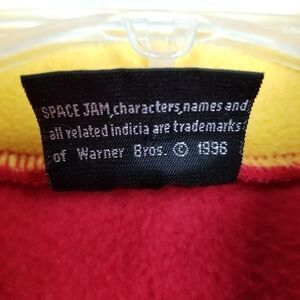 SPACE JAM,characters,names and
all related indicia are trademarks
of Warner Bros. © 1996